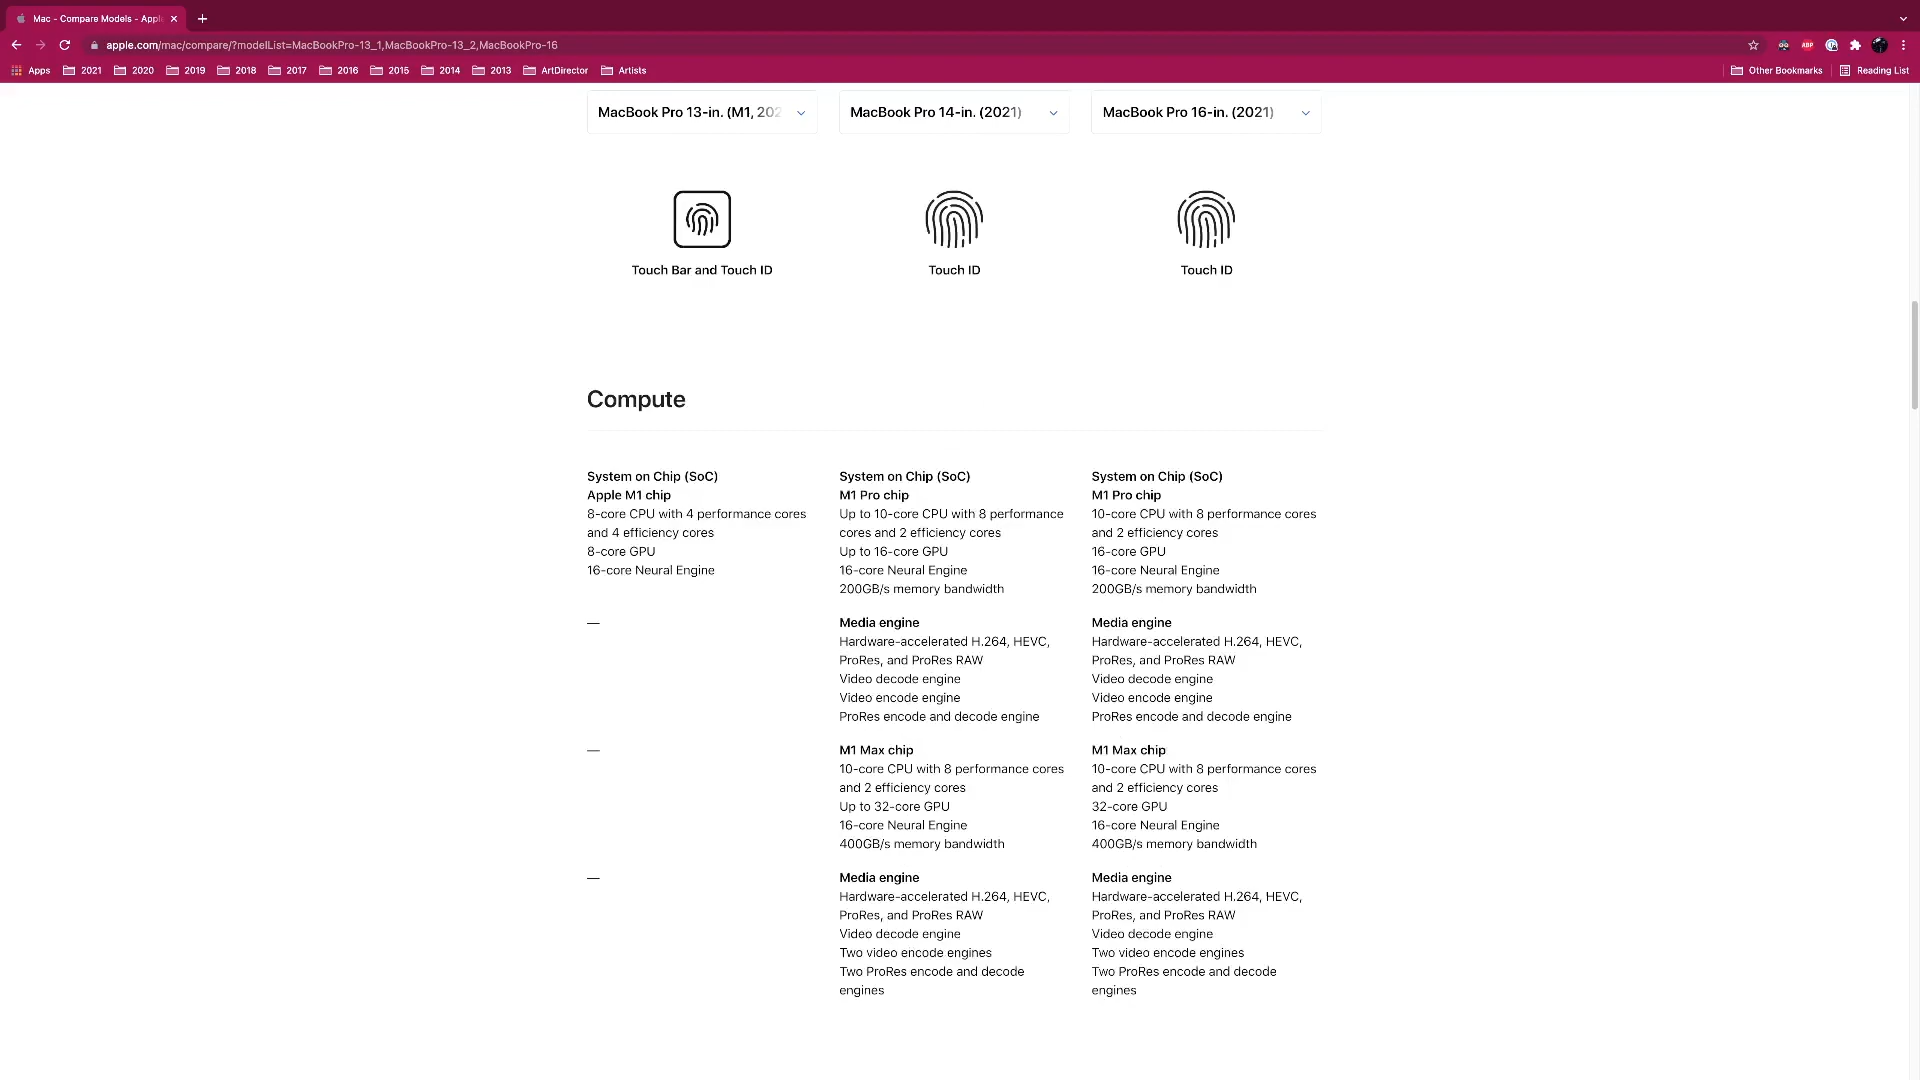 Mac - Compare Models - Apple
apple.com/mac/compare/?modelList=MacBookPro-13_1,MacBookPro-13_2,MacBookPro-16
ABP
Apps 2021 2020 2019 2018 2017 2016 2015 2014 2013 ArtDirector Artists Other Bookmarks Reading List
MacBook Pro 13-in. (M1, 202 MacBook Pro 14-in. (2021) MacBook Pro 16-in. (2021)
Touch Bar and Touch ID Touch ID Touch ID
Compute
System on Chip (SoC)
Apple M1 chip
8-core CPU with 4 performance cores
and 4 efficiency cores
8-core GPU
16-core Neural Engine
—
—
—
System on Chip (SoC)
M1 Pro chip
Up to 10-core CPU with 8 performance
cores and 2 efficiency cores
Up to 16-core GPU
16-core Neural Engine
200GB/s memory bandwidth
Media engine
Hardware-accelerated H.264, HEVC,
ProRes, and ProRes RAW
Video decode engine
Video encode engine
ProRes encode and decode engine
M1 Max chip
10-core CPU with 8 performance cores
and 2 efficiency cores
Up to 32-core GPU
16-core Neural Engine
400GB/s memory bandwidth
Media engine
Hardware-accelerated H.264, HEVC,
ProRes, and ProRes RAW
Video decode engine
Two video encode engines
Two ProRes encode and decode
engines
System on Chip (SoC)
M1 Pro chip
10-core CPU with 8 performance cores
and 2 efficiency cores
16-core GPU
16-core Neural Engine
200GB/s memory bandwidth
Media engine
Hardware-accelerated H.264, HEVC,
ProRes, and ProRes RAW
Video decode engine
Video encode engine
ProRes encode and decode engine
M1 Max chip
10-core CPU with 8 performance cores
and 2 efficiency cores
32-core GPU
16-core Neural Engine
400GB/s memory bandwidth
Media engine
Hardware-accelerated H.264, HEVC,
ProRes, and ProRes RAW
Video decode engine
Two video encode engines
Two ProRes encode and decode
engines